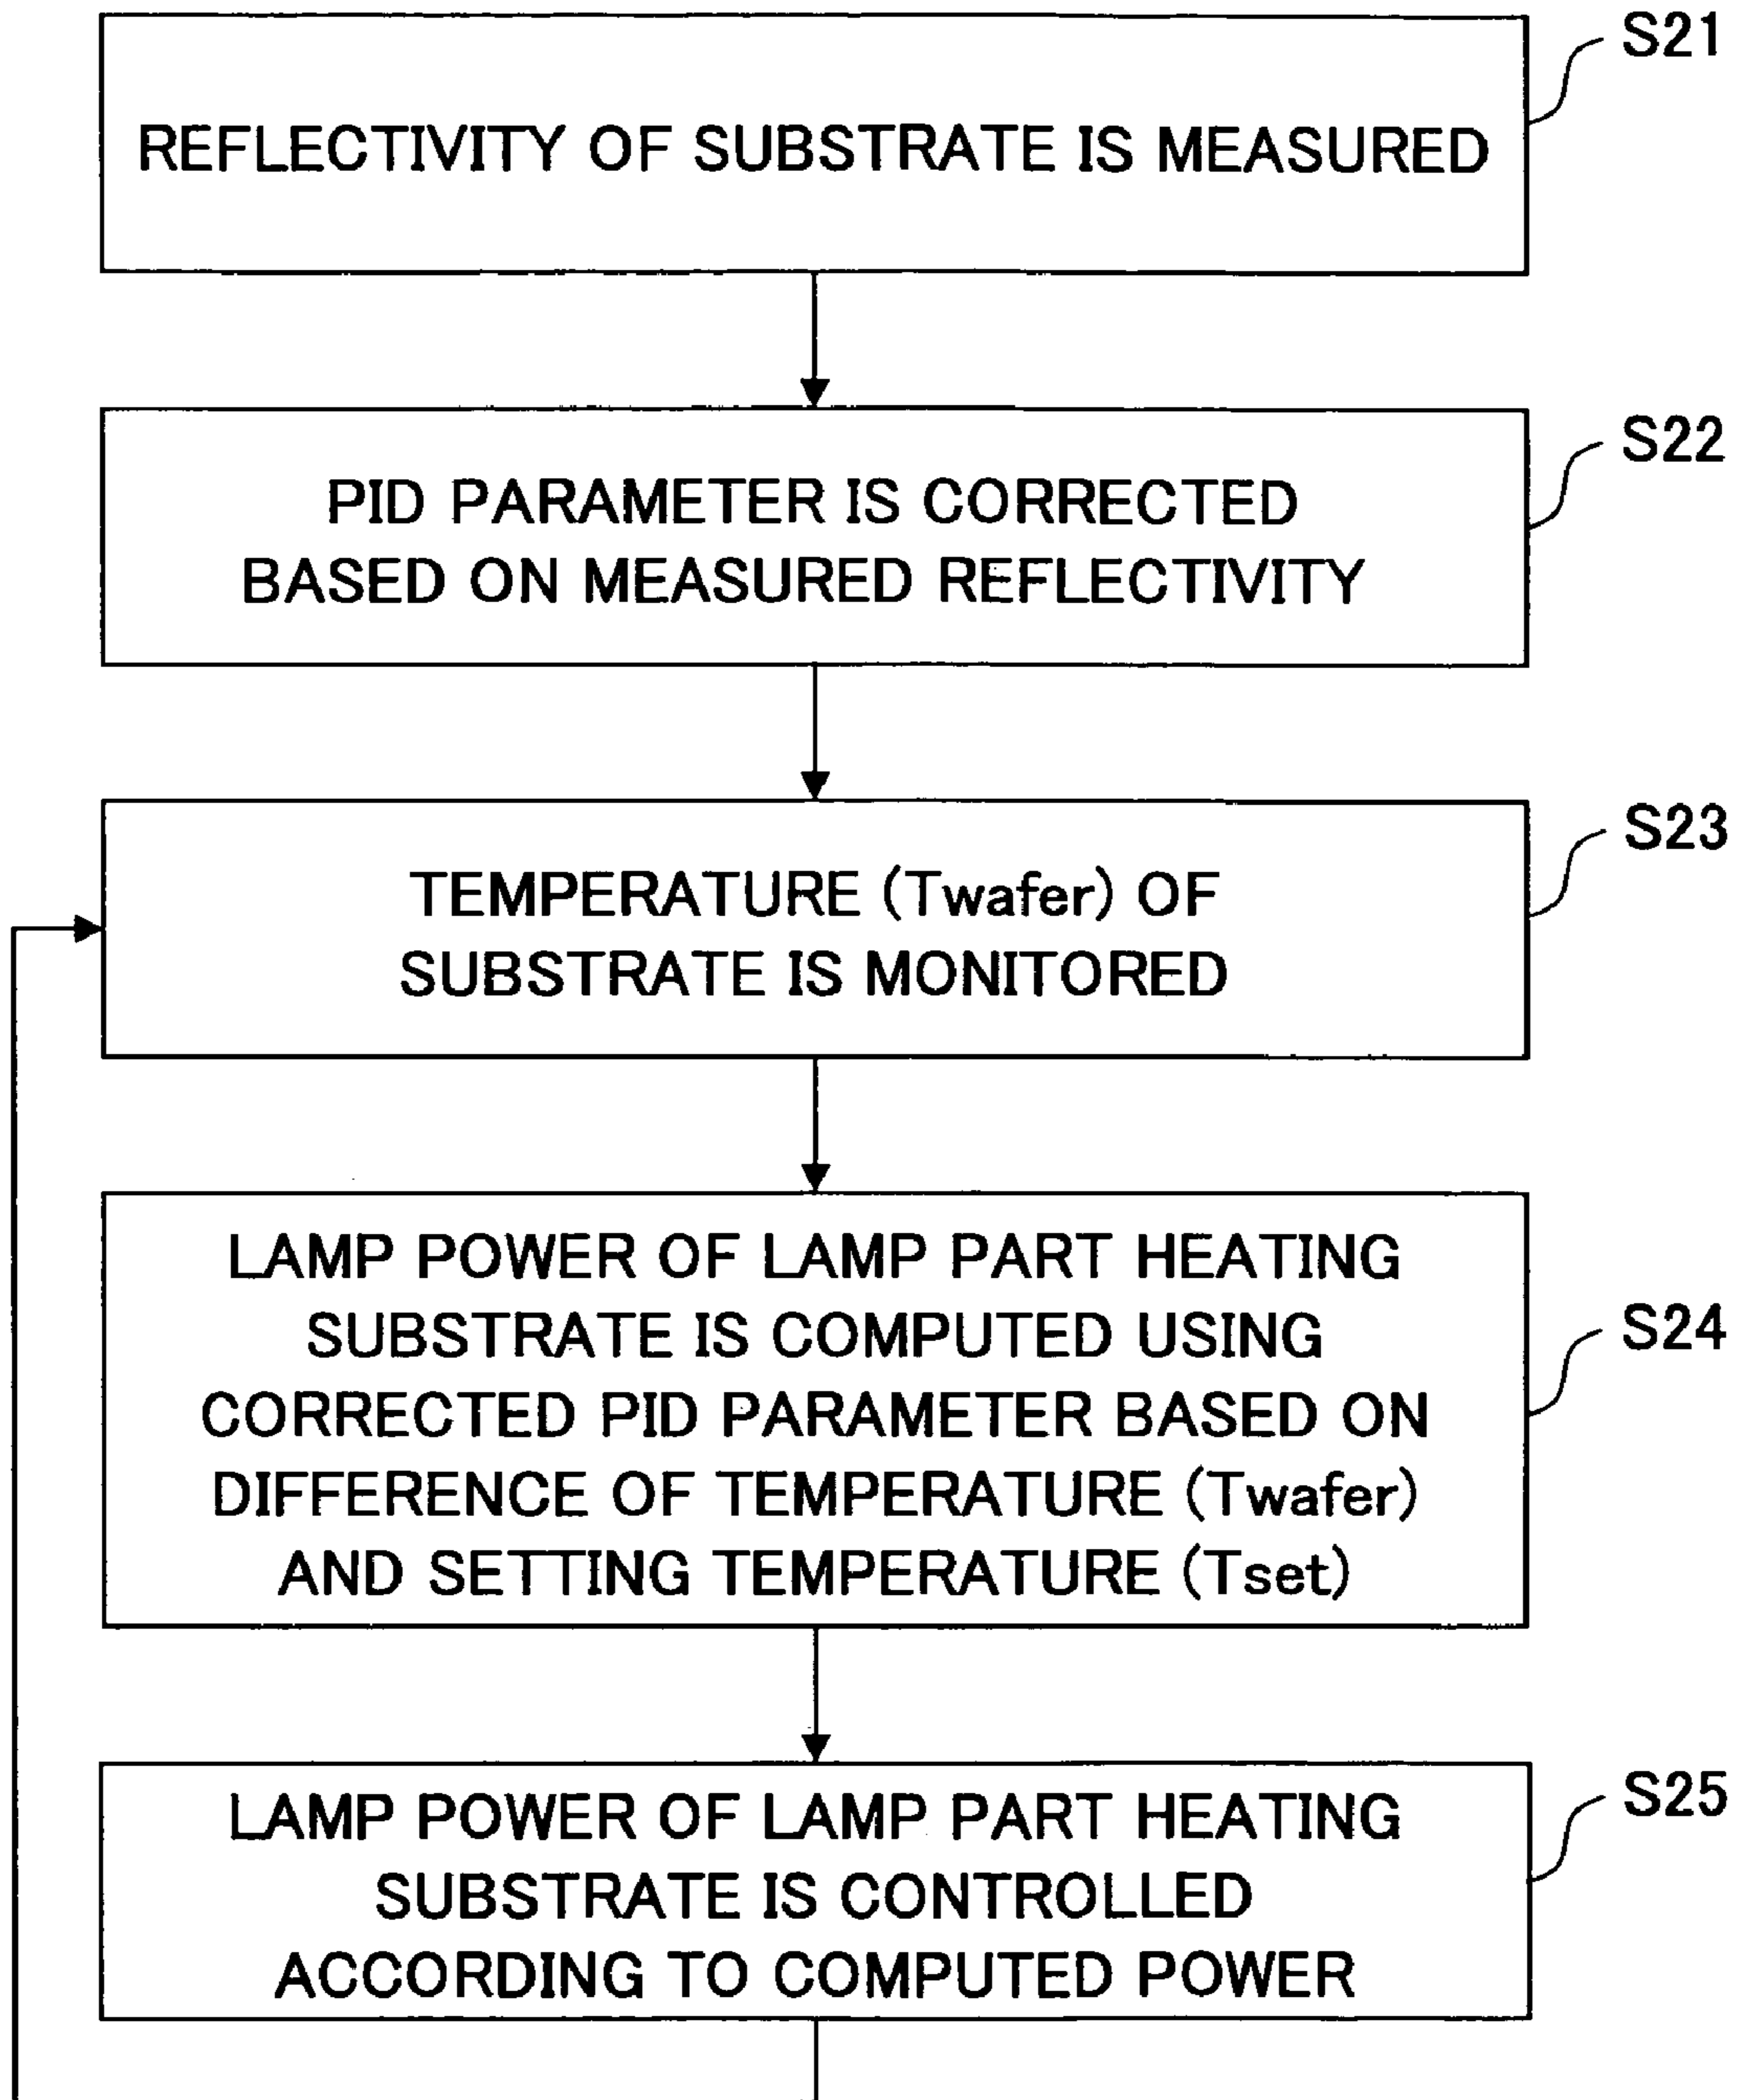 S21
REFLECTIVITY OF SUBSTRATE IS MEASURED
S22
PID PARAMETER IS CORRECTED
BASED ON MEASURED REFLECTIVITY
S23
TEMPERATURE (Twafer) OF
SUBSTRATE IS MONITORED
S24
LAMP POWER OF LAMP PART HEATING
SUBSTRATE IS COMPUTED USING
CORRECTED PID PARAMETER BASED ON
DIFFERENCE OF TEMPERATURE (Twafer)
AND SETTING TEMPERATURE (Tset)
S25
LAMP POWER OF LAMP PART HEATING
SUBSTRATE IS CONTROLLED
ACCORDING TO COMPUTED POWER